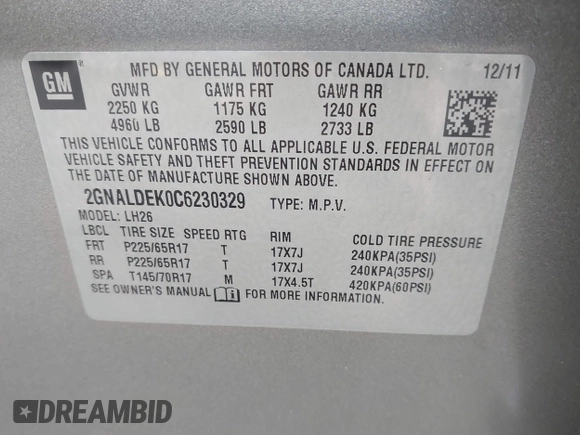 GM
MFD BY GENERAL MOTORS OF CANADA LTD. 12/11
GVWR GAWR FRT GAWR RR
2250 KG 1175 KG 1240 KG
4960 LB 2590 LB 2733 LB
THIS VEHICLE CONFORMS TO ALL APPLICABLE U.S. FEDERAL MOTOR
VEHICLE SAFETY AND THEFT PREVENTION STANDARDS IN EFFECT ON
THE DATE OF MANUFACTURE SHOWN ABOVE.
2GNALDEK0C6230329 TYPE: M.P.V.
MODEL: LH26
LBCL TIRE SIZE SPEED RTG RIM COLD TIRE PRESSURE
FRT P225/65R17 T 17X7J 240KPA(35PSI)
RR P225/65R17 T 17X7J 240KPA(35PSI)
SPA T145/70R17 M 17X4.5T 420KPA(60PSI)
SEE OWNER'S MANUAL FOR MORE INFORMATION.
DREAMBID